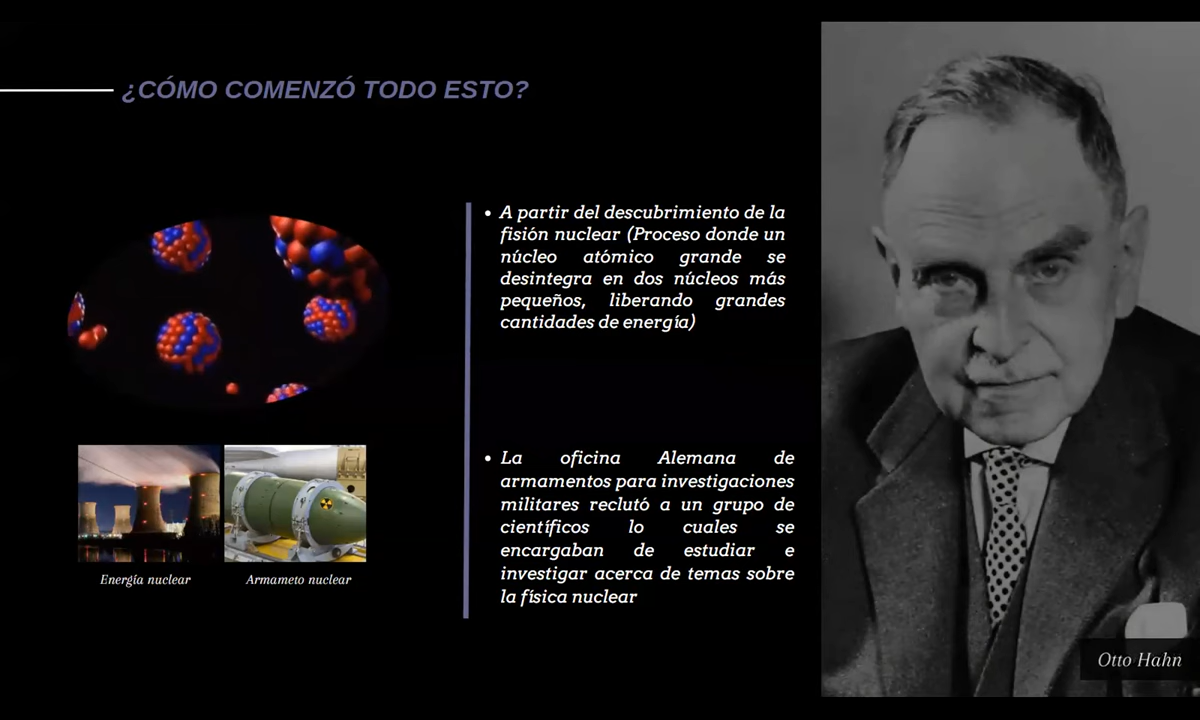 ¿CÓMO COMENZÓ TODO ESTO?
• A partir del descubrimiento de la
fisión nuclear (Proceso donde un
núcleo atómico grande se
desintegra en dos núcleos más
pequeños, liberando grandes
cantidades de energía)
• La oficina Alemana de
armamentos para investigaciones
militares reclutó a un grupo de
científicos lo cuales se
encargaban de estudiar e
investigar acerca de temas sobre
la física nuclear
Energía nuclear
Armameto nuclear
Otto Hahn